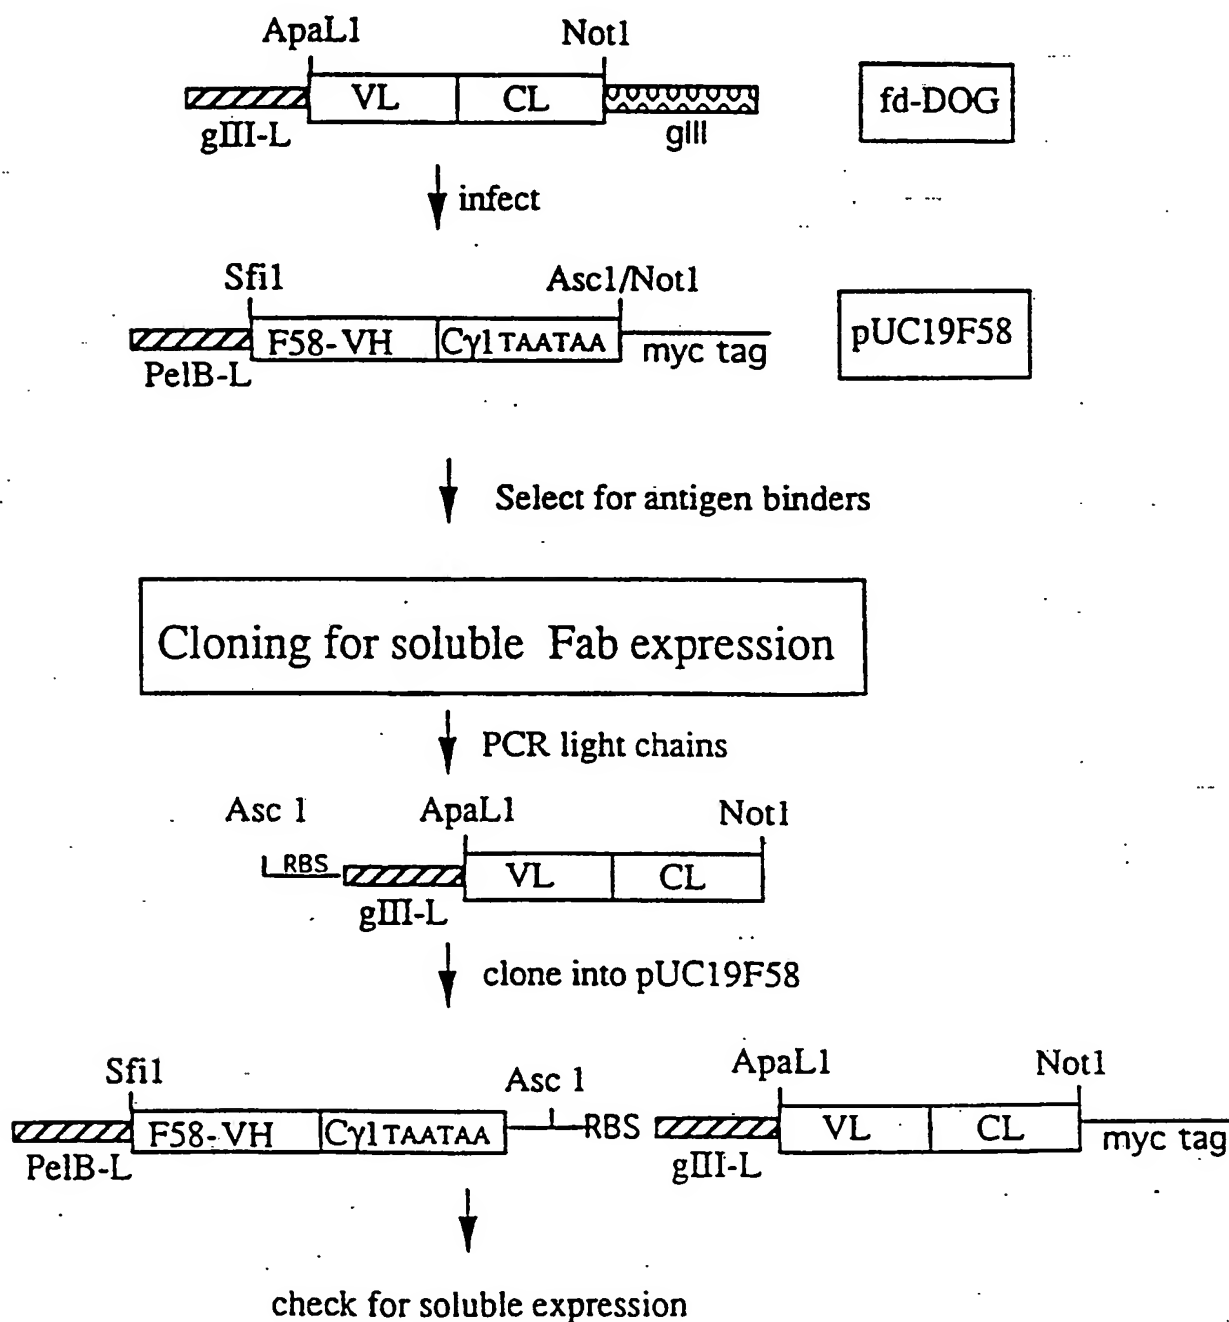 ApaL1 Not1
VL CL
fd-DOG
gIII-L gIII
infect
Sfi1 Asc1/Not1
F58-VH Cγ1 TAATAA
pUC19F58
PelB-L myc tag
Select for antigen binders
Cloning for soluble Fab expression
PCR light chains
Asc 1 ApaL1 Not1
RBS VL CL
gIII-L
clone into pUC19F58
Sfi1 Asc 1 ApaL1 Not1
F58-VH Cγ1 TAATAA RBS VL CL myc tag
PelB-L gIII-L
check for soluble expression